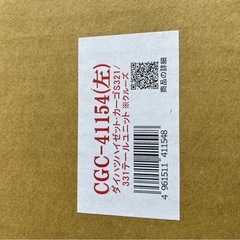 CGC-41154(左)
ダイハツハイゼット・カーゴS321/
331テールユニット ※クルーズ
4 961511 411548
商品の詳細